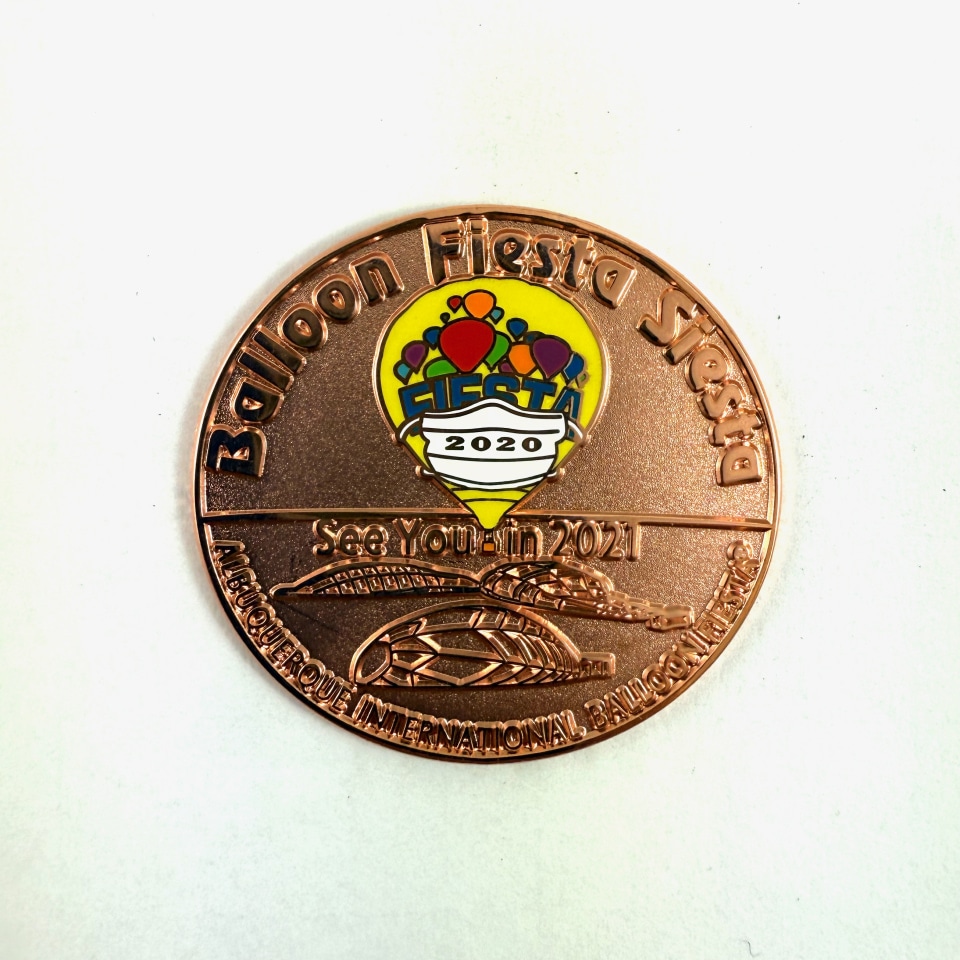 Balloon Fiesta Siesta
FIESTA
2020
See You in 2021
ALBUQUERQUE INTERNATIONAL BALLOON FIESTA®